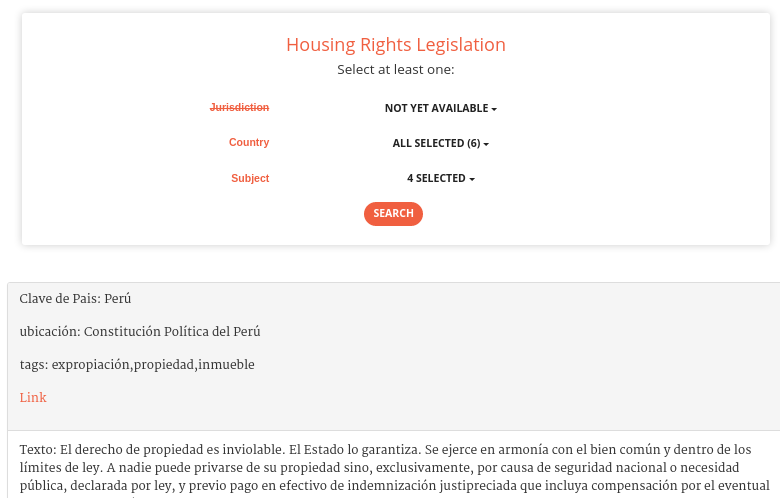 Housing Rights Legislation
Select at least one:
Jurisdiction NOT YET AVAILABLE
Country ALL SELECTED (6)
Subject 4 SELECTED
SEARCH
Clave de Pais: Perú
ubicación: Constitución Política del Perú
tags: expropiación,propiedad,inmueble
Link
Texto: El derecho de propiedad es inviolable. El Estado lo garantiza. Se ejerce en armonía con el bien común y dentro de los
límites de ley. A nadie puede privarse de su propiedad sino, exclusivamente, por causa de seguridad nacional o necesidad
pública, declarada por ley, y previo pago en efectivo de indemnización justipreciada que incluya compensación por el eventual